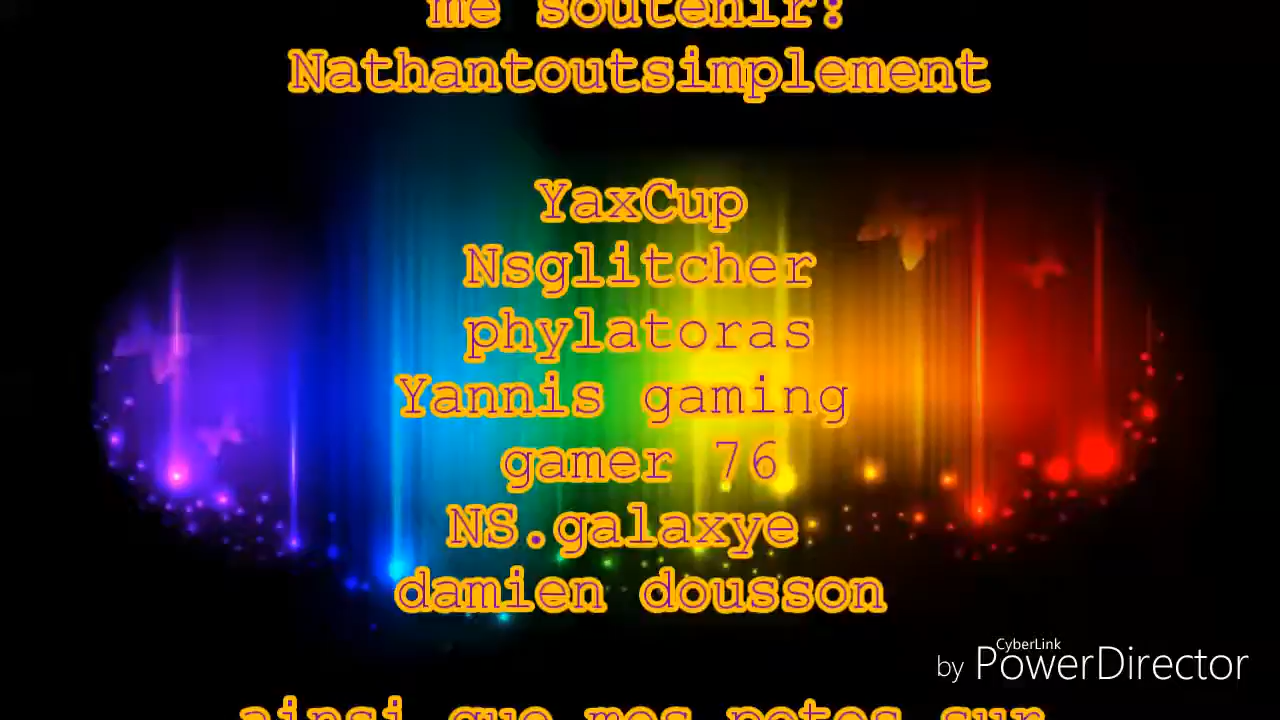 me soutenir:
Nathantoutsimplement
YaxCup
Nsglitcher
phylatoras
Yannis gaming
gamer 76
NS.galaxye
damien dousson
ainsi que mes potes sur
CyberLink
by PowerDirector